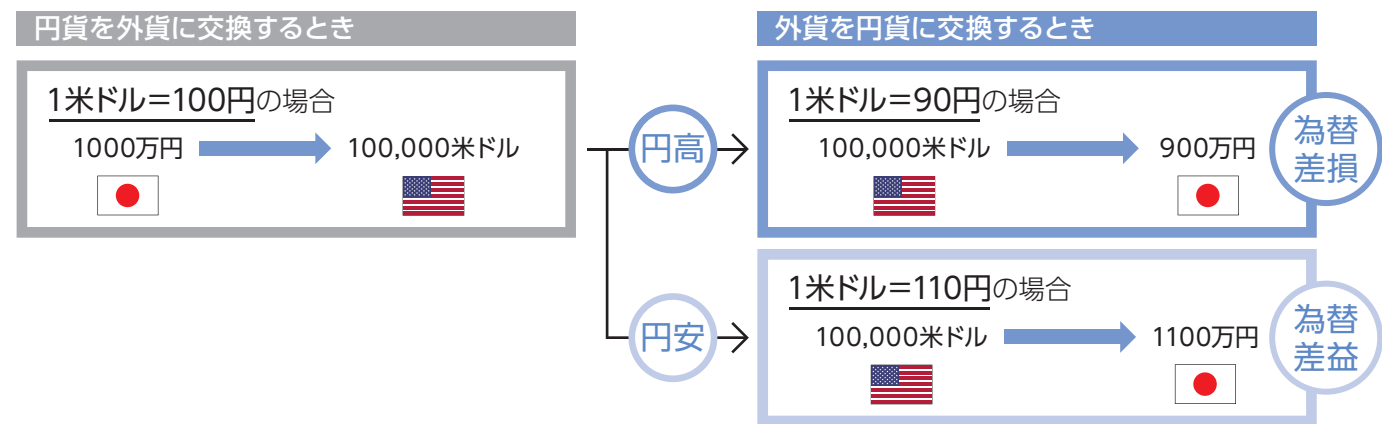 円貨を外貨に交換するとき
1米ドル＝100円の場合
1000万円
100,000米ドル
円高
円安
外貨を円貨に交換するとき
1米ドル＝90円の場合
100,000米ドル
900万円
為替
差損
1米ドル＝110円の場合
100,000米ドル
1100万円
為替
差益